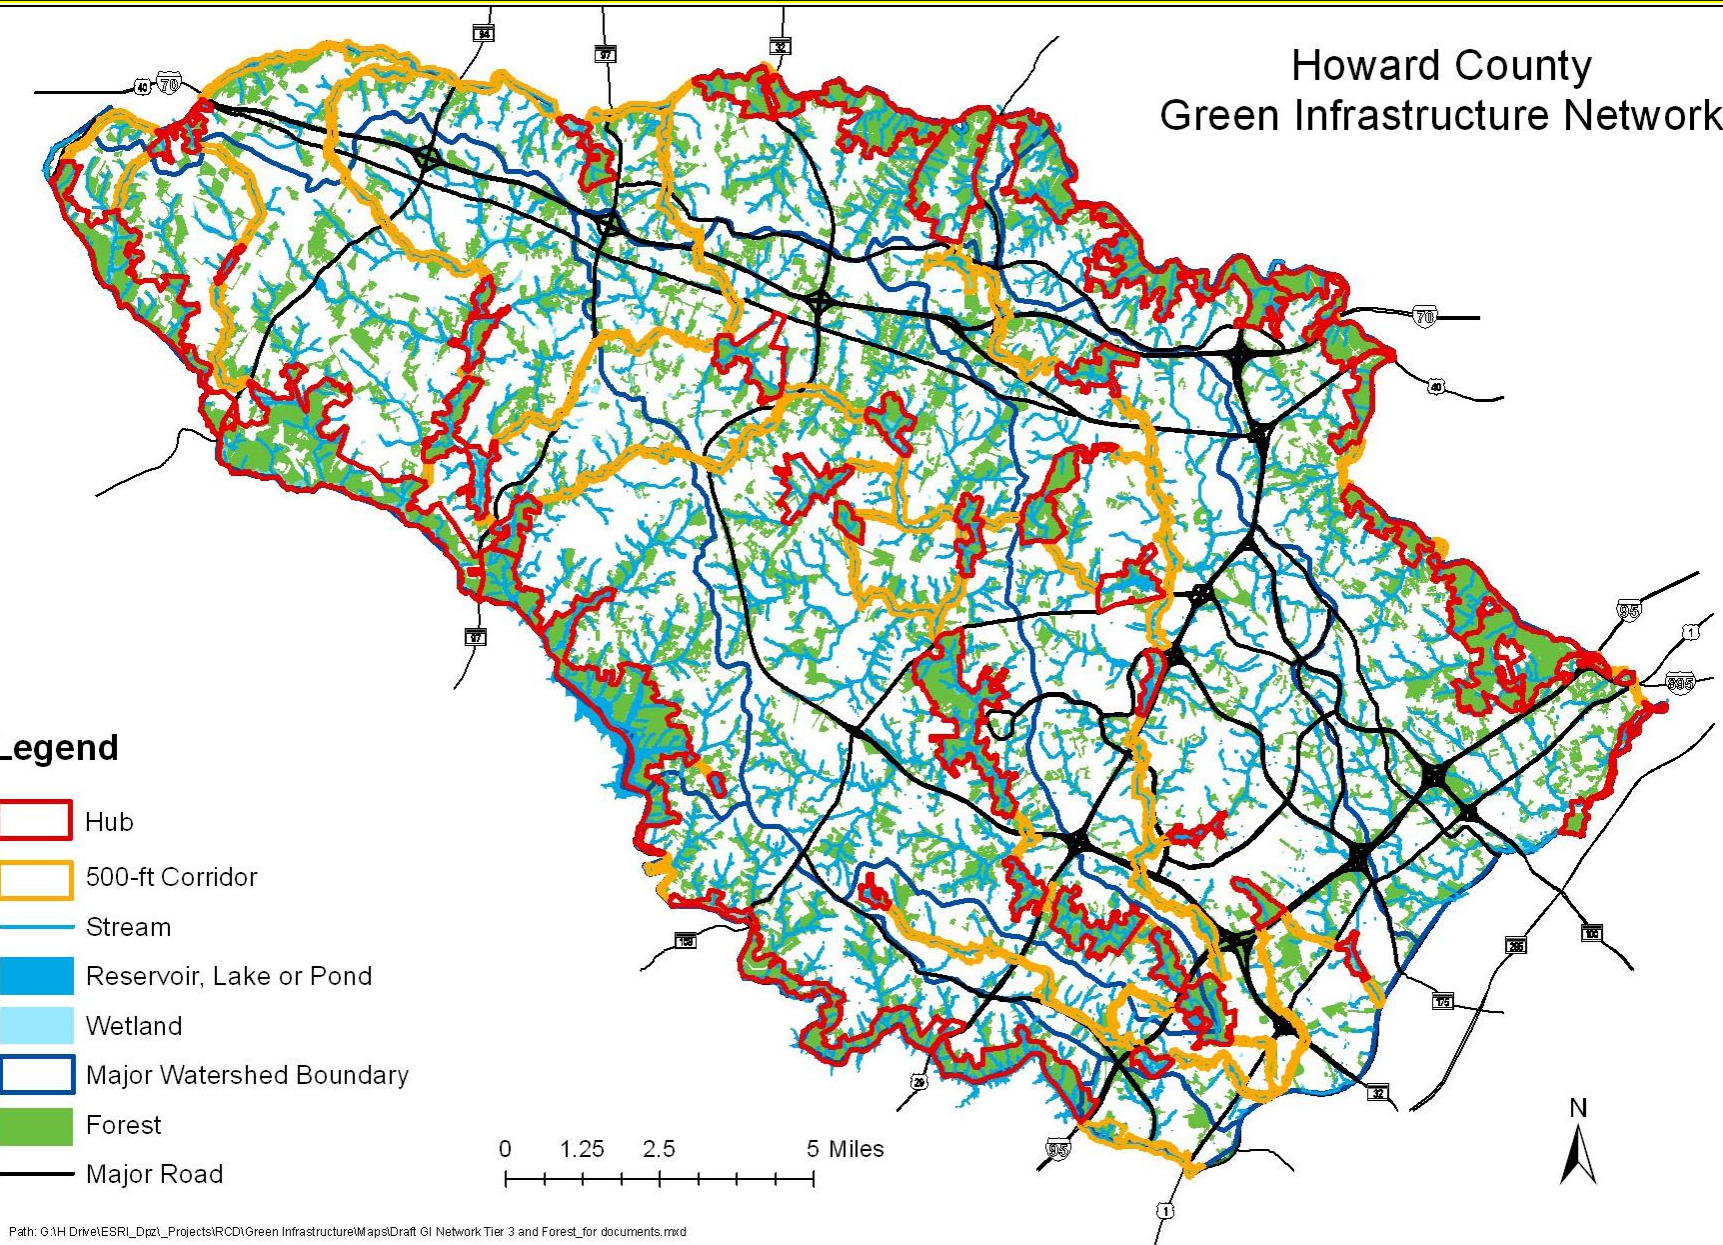 Howard County
Green Infrastructure Network
94
97
32
40
70
70
40
95
1
895
97
108
29
95
1
32
175
295
100
Legend
Hub
500-ft Corridor
Stream
Reservoir, Lake or Pond
Wetland
Major Watershed Boundary
Forest
Major Road
0 1.25 2.5 5 Miles
N
Path: G:\H Drive\ESRI_Dpz\_Projects\RCD\Green Infrastructure\Maps\Draft GI Network Tier 3 and Forest_for documents.mxd